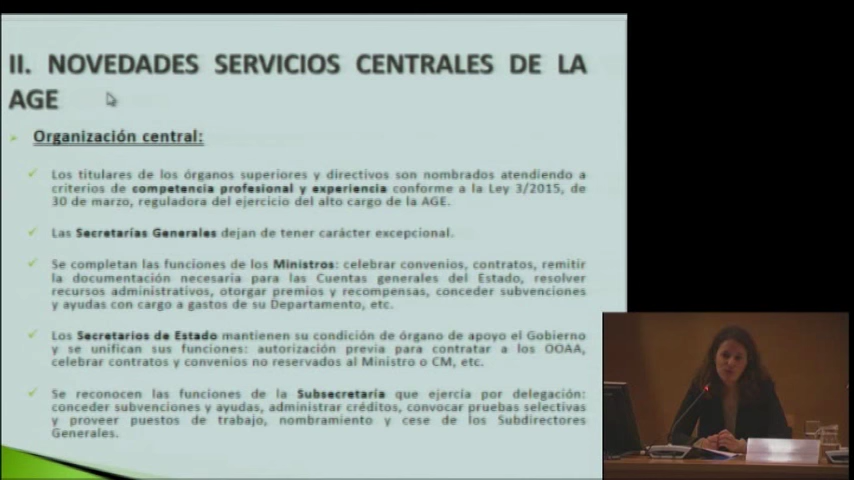 II. NOVEDADES SERVICIOS CENTRALES DE LA
AGE
Organización central:
Los titulares de los órganos superiores y directivos son nombrados atendiendo a
criterios de competencia profesional y experiencia conforme a la Ley 3/2015, de
30 de marzo, reguladora del ejercicio del alto cargo de la AGE.
Las Secretarías Generales dejan de tener carácter excepcional.
Se completan las funciones de los Ministros: celebrar convenios, contratos, remitir
la documentación necesaria para las Cuentas generales del Estado, resolver
recursos administrativos, otorgar premios y recompensas, conceder subvenciones
y ayudas con cargo a gastos de su Departamento, etc.
Los Secretarios de Estado mantienen su condición de órgano de apoyo el Gobierno
y se unifican sus funciones: autorización previa para contratar a los OOAA,
celebrar contratos y convenios no reservados al Ministro o CM, etc.
Se reconocen las funciones de la Subsecretaría que ejercía por delegación:
conceder subvenciones y ayudas, administrar créditos, convocar pruebas selectivas
y proveer puestos de trabajo, nombramiento y cese de los Subdirectores
Generales.